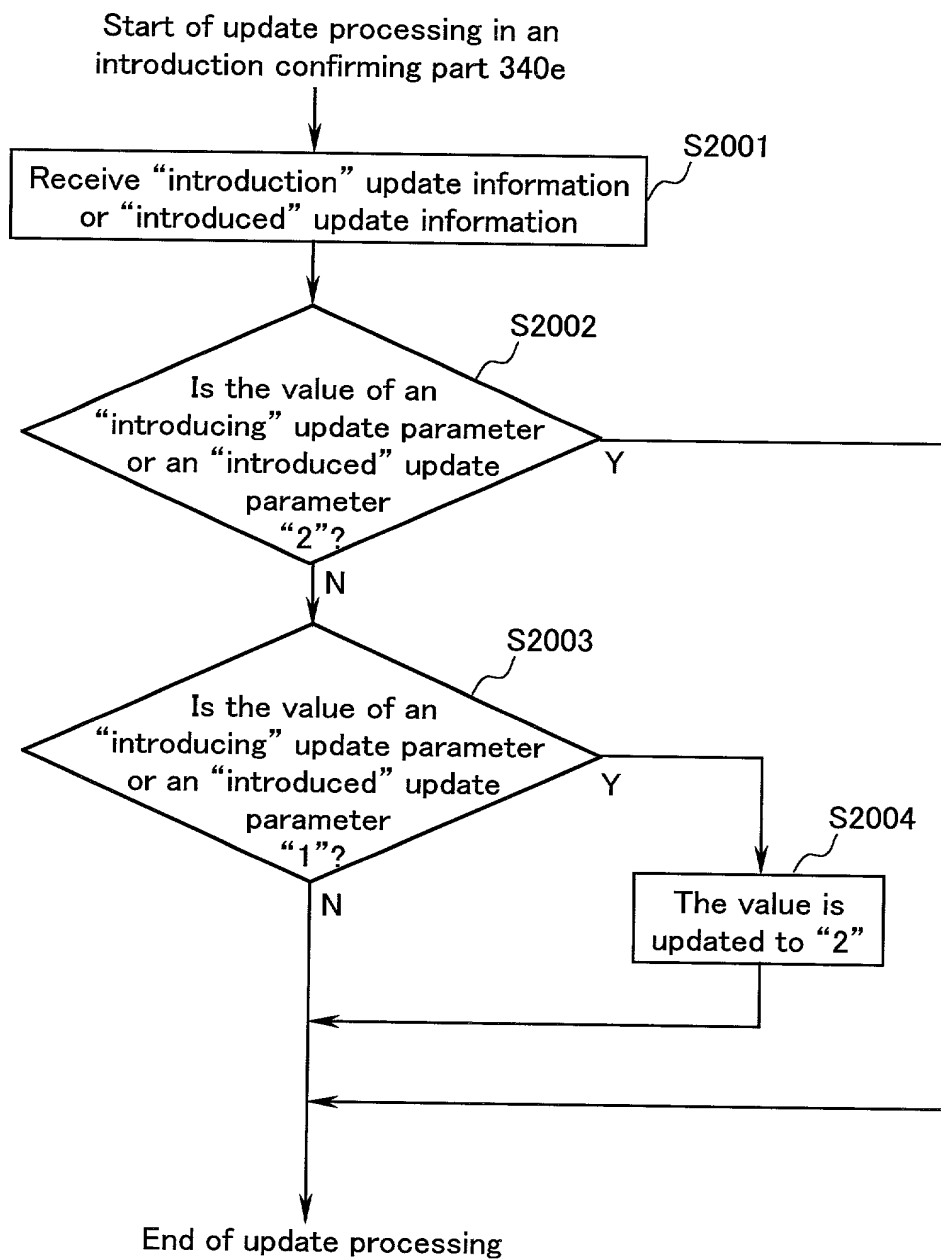 Start of update processing in an
introduction confirming part 340e
S2001
Receive “introduction” update information
or “introduced” update information
S2002
Is the value of an
“introducing” update parameter
or an “introduced” update
parameter
“2”?
Y
N
S2003
Is the value of an
“introducing” update parameter
or an “introduced” update
parameter
“1”?
Y
N
S2004
The value is
updated to “2”
End of update processing